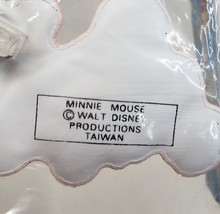 MINNIE MOUSE
© WALT DISNEY
PRODUCTIONS
TAIWAN